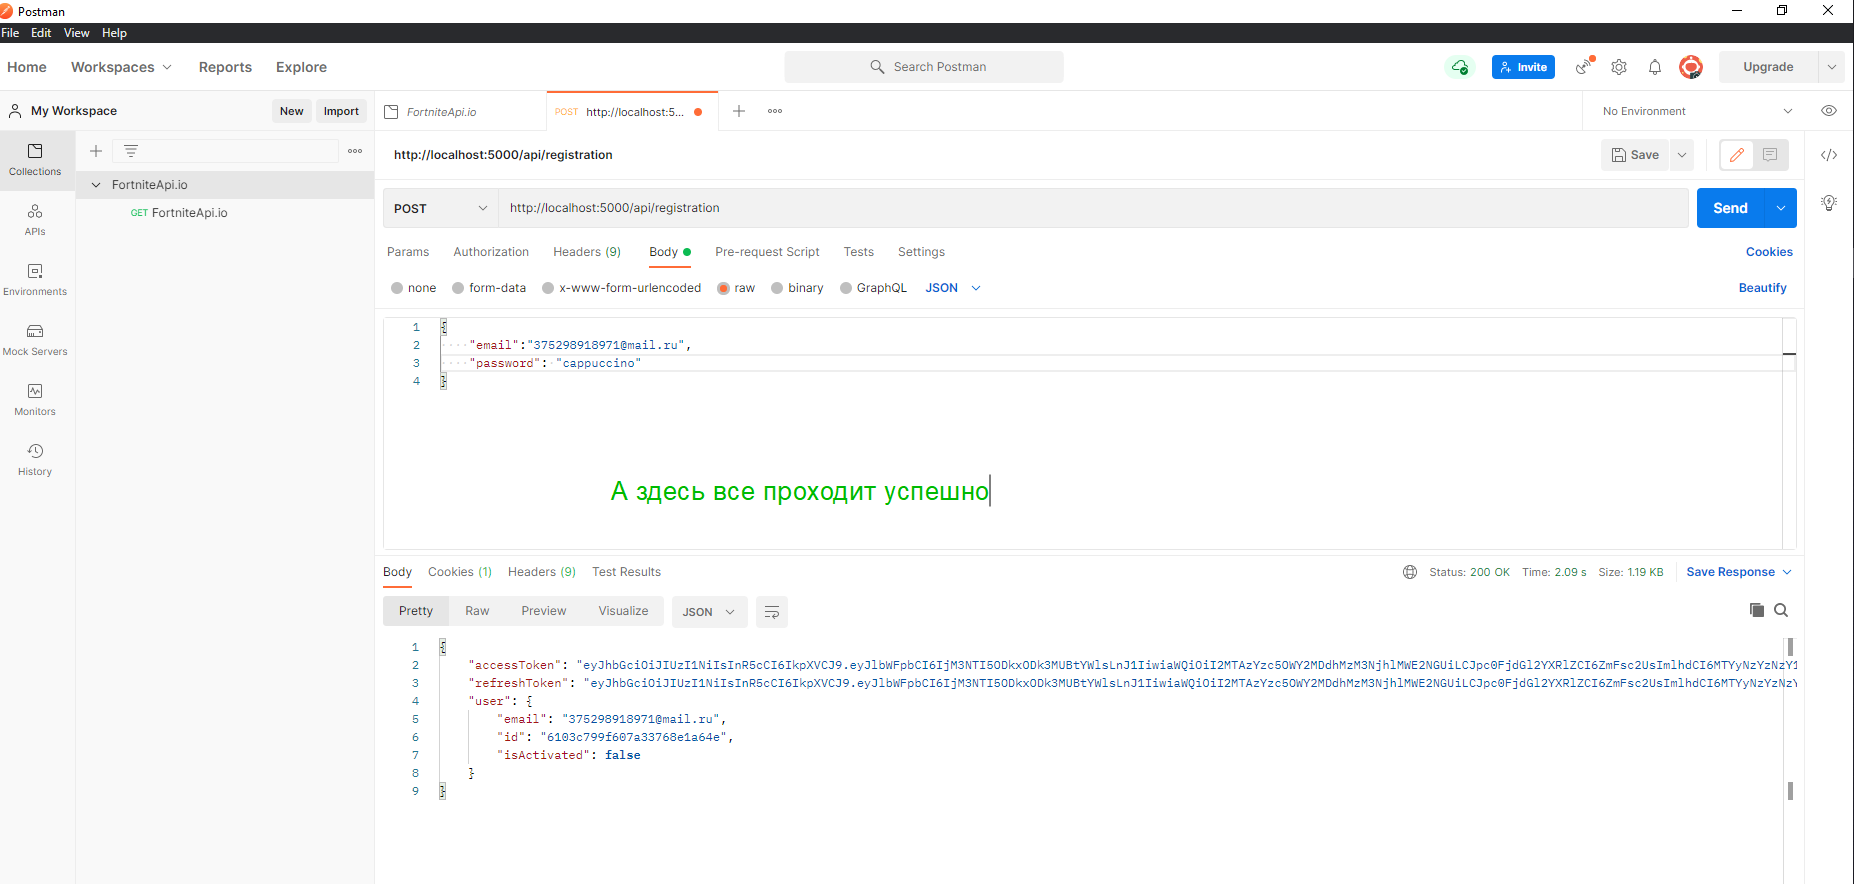 Postman
File Edit View Help
Home Workspaces Reports Explore Search Postman Invite Upgrade
My Workspace New Import FortniteApi.io POST http://localhost:5... No Environment
Collections
APIs
Environments
Mock Servers
Monitors
History
FortniteApi.io
GET FortniteApi.io
http://localhost:5000/api/registration Save
POST http://localhost:5000/api/registration Send
Params Authorization Headers (9) Body Pre-request Script Tests Settings Cookies
none form-data x-www-form-urlencoded raw binary GraphQL JSON Beautify
1 {
2 "email":"375298918971@mail.ru",
3 "password": "cappuccino"
4 }
А здесь все проходит успешно
Body Cookies (1) Headers (9) Test Results Status: 200 OK Time: 2.09 s Size: 1.19 KB Save Response
Pretty Raw Preview Visualize JSON
1 {
2 "accessToken": "eyJhbGciOiJIUzI1NiIsInR5cCI6IkpXVCJ9.eyJlbWFpbCI6IjM3NTI5ODkxODk3MUBtYWlsLnJ1IiwiaWQiOiI2MTAzYzc5OWY2MDdhMzM3NjhlMWE2NGUiLCJpc0FjdGl2YXRlZCI6ZmFsc2UsImlhdCI6MTYyNzYzNzY1
3 "refreshToken": "eyJhbGciOiJIUzI1NiIsInR5cCI6IkpXVCJ9.eyJlbWFpbCI6IjM3NTI5ODkxODk3MUBtYWlsLnJ1IiwiaWQiOiI2MTAzYzc5OWY2MDdhMzM3NjhlMWE2NGUiLCJpc0FjdGl2YXRlZCI6ZmFsc2UsImlhdCI6MTYyNzYzNzY
4 "user": {
5 "email": "375298918971@mail.ru",
6 "id": "6103c799f607a33768e1a64e",
7 "isActivated": false
8 }
9 }